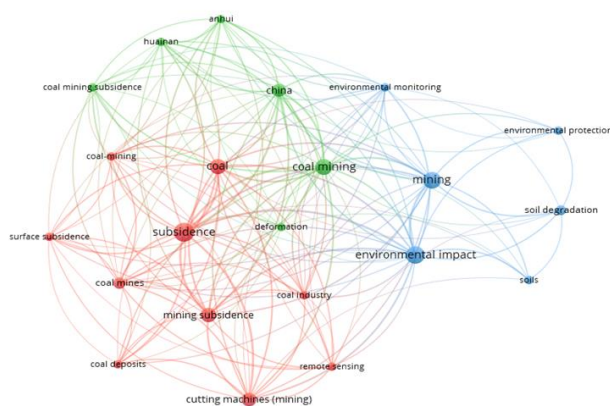 anhui
huainan
coal mining subsidence
china
environmental monitoring
environmental protection
coal-mining
coal
coal mining
mining
soil degradation
subsidence
deformation
surface subsidence
environmental impact
coal mines
coal industry
soils
mining subsidence
coal deposits
remote sensing
cutting machines (mining)